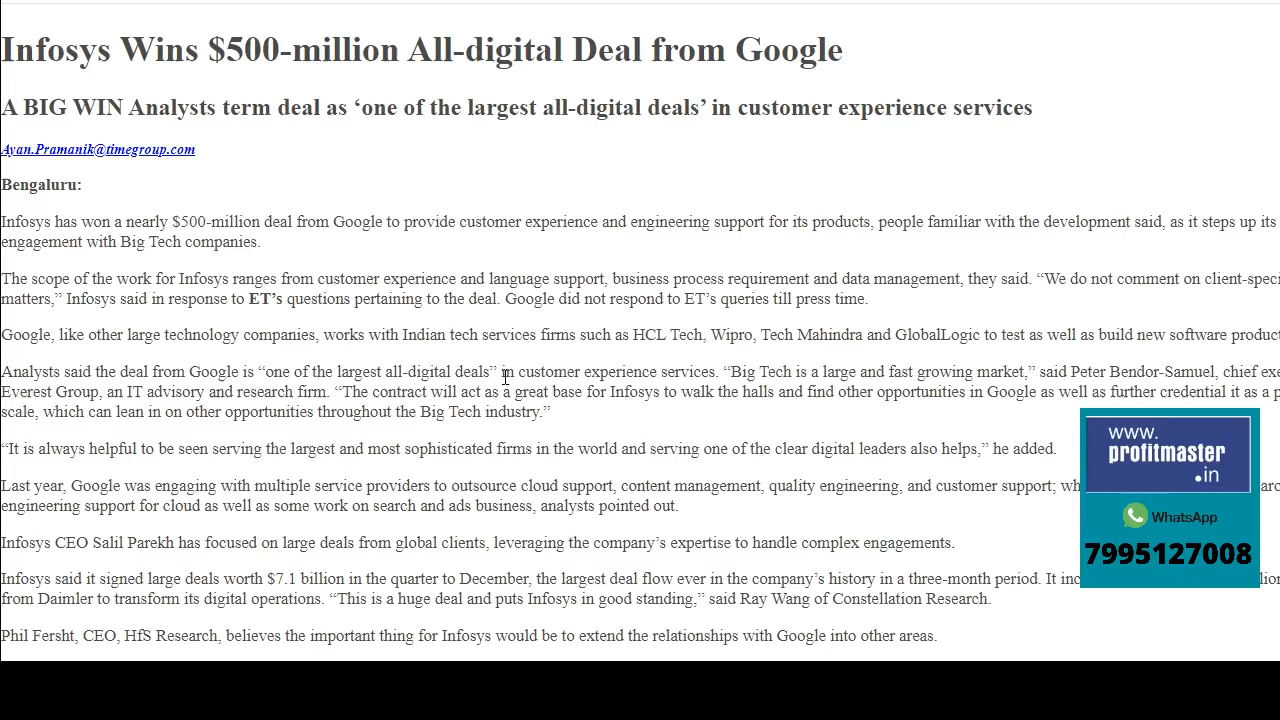 Infosys Wins $500-million All-digital Deal from Google
A BIG WIN Analysts term deal as ‘one of the largest all-digital deals’ in customer experience services
Ayan.Pramanik@timegroup.com
Bengaluru:
Infosys has won a nearly $500-million deal from Google to provide customer experience and engineering support for its products, people familiar with the development said, as it steps up its
engagement with Big Tech companies.
The scope of the work for Infosys ranges from customer experience and language support, business process requirement and data management, they said. “We do not comment on client-speci
matters,” Infosys said in response to ET’s questions pertaining to the deal. Google did not respond to ET’s queries till press time.
Google, like other large technology companies, works with Indian tech services firms such as HCL Tech, Wipro, Tech Mahindra and GlobalLogic to test as well as build new software product
Analysts said the deal from Google is “one of the largest all-digital deals” in customer experience services. “Big Tech is a large and fast growing market,” said Peter Bendor-Samuel, chief exe
Everest Group, an IT advisory and research firm. “The contract will act as a great base for Infosys to walk the halls and find other opportunities in Google as well as further credential it as a p
scale, which can lean in on other opportunities throughout the Big Tech industry.”
“It is always helpful to be seen serving the largest and most sophisticated firms in the world and serving one of the clear digital leaders also helps,” he added.
Last year, Google was engaging with multiple service providers to outsource cloud support, content management, quality engineering, and customer support; wh
engineering support for cloud as well as some work on search and ads business, analysts pointed out.
Infosys CEO Salil Parekh has focused on large deals from global clients, leveraging the company’s expertise to handle complex engagements.
Infosys said it signed large deals worth $7.1 billion in the quarter to December, the largest deal flow ever in the company’s history in a three-month period. It inc
from Daimler to transform its digital operations. “This is a huge deal and puts Infosys in good standing,” said Ray Wang of Constellation Research.
Phil Fersht, CEO, HfS Research, believes the important thing for Infosys would be to extend the relationships with Google into other areas.
www.
profitmaster
.in
WhatsApp
7995127008